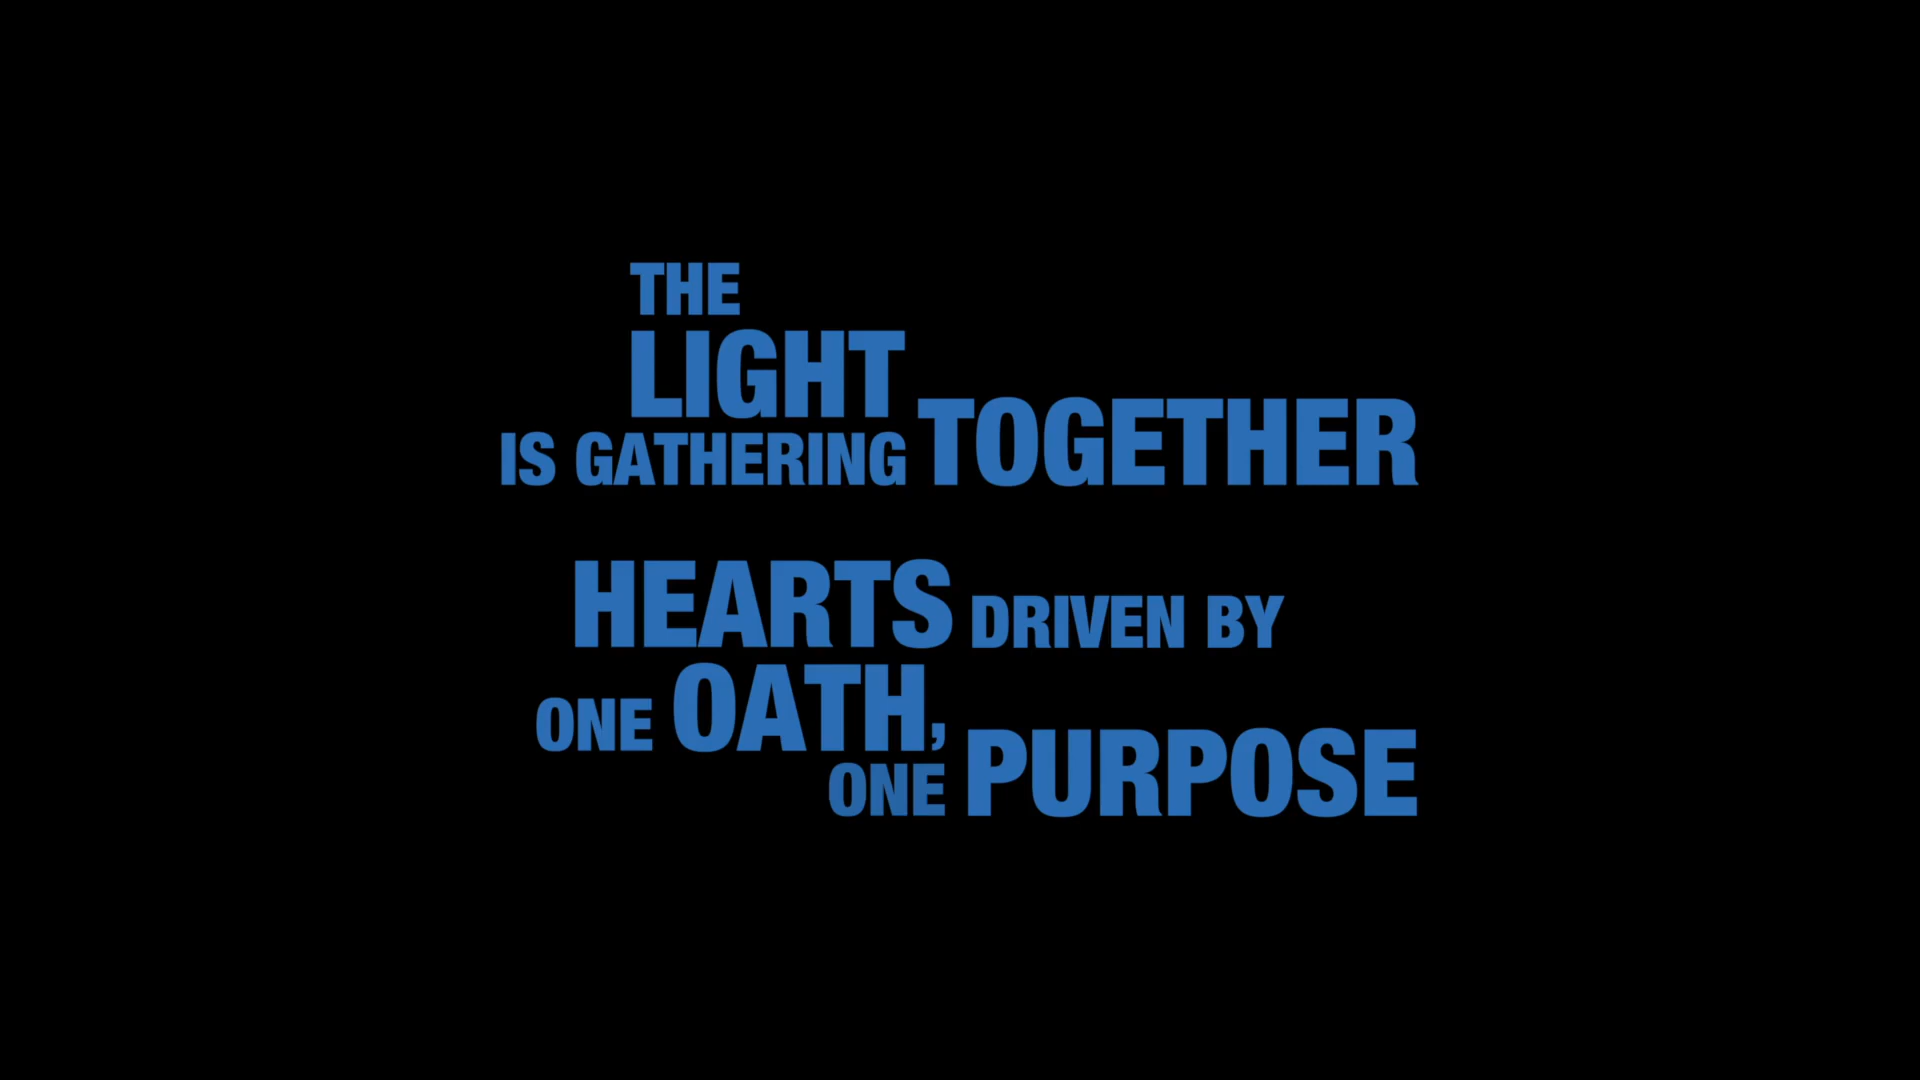 THE
LIGHT
IS GATHERING TOGETHER
HEARTS DRIVEN BY
ONE OATH,
ONE PURPOSE